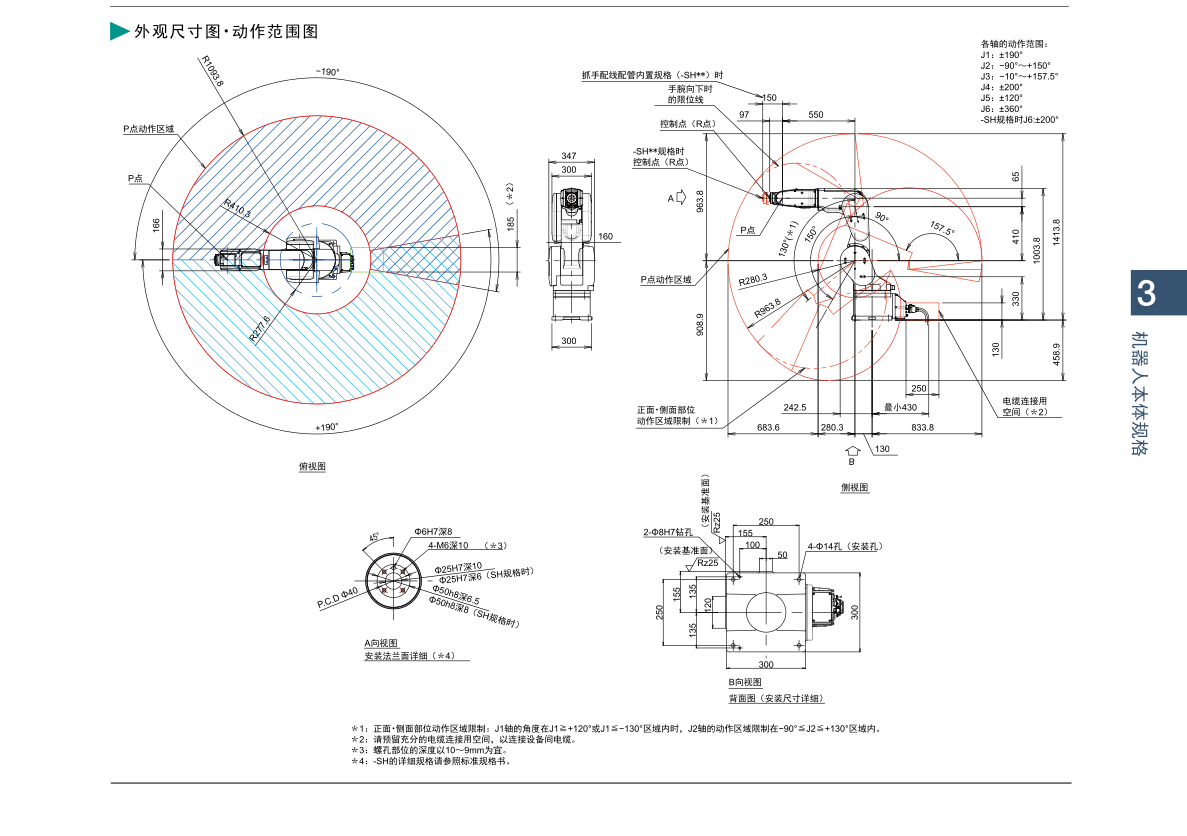 外观尺寸图·动作范围图
各轴的动作范围：
J1：±190°
J2：−90°～+150°
J3：−10°～+157.5°
J4：±200°
J5：±120°
J6：±360°
-SH规格时J6:±200°
R1093.8
−190°
P点动作区域
P点
R410.3
166
185
（＊2）
R277.6
+190°
俯视图
347
300
160
300
抓手配线配管内置规格（-SH**）时
手腕向下时
的限位线
150
97
550
控制点（R点）
-SH**规格时
控制点（R点）
A
963.8
P点
P点动作区域
130°(＊1)
150°
90°
157.5°
65
410
1003.8
1413.8
R280.3
R963.8
330
908.9
130
458.9
250
电缆连接用
空间（＊2）
正面·侧面部位
动作区域限制（＊1）
242.5
最小430
683.6
280.3
833.8
130
B
侧视图
3
机器人本体规格
45°
Φ6H7深8
4-M6深10 （＊3）
Φ25H7深10
Φ25H7深6（SH规格时）
Φ50h8深6.5
Φ50h8深8（SH规格时）
P.C.D Φ40
A向视图
安装法兰面详细（＊4）
（安装基准面）
Rz25
2-Φ8H7钻孔
（安装基准面）
Rz25
250
155
100
50
4-Φ14孔（安装孔）
250
155
135
120
135
300
300
B向视图
背面图（安装尺寸详细）
＊1：正面·侧面部位动作区域限制：J1轴的角度在J1≧+120°或J1≦−130°区域内时，J2轴的动作区域限制在−90°≦J2≦+130°区域内。
＊2：请预留充分的电缆连接用空间，以连接设备间电缆。
＊3：螺孔部位的深度以10～9mm为宜。
＊4：-SH的详细规格请参照标准规格书。